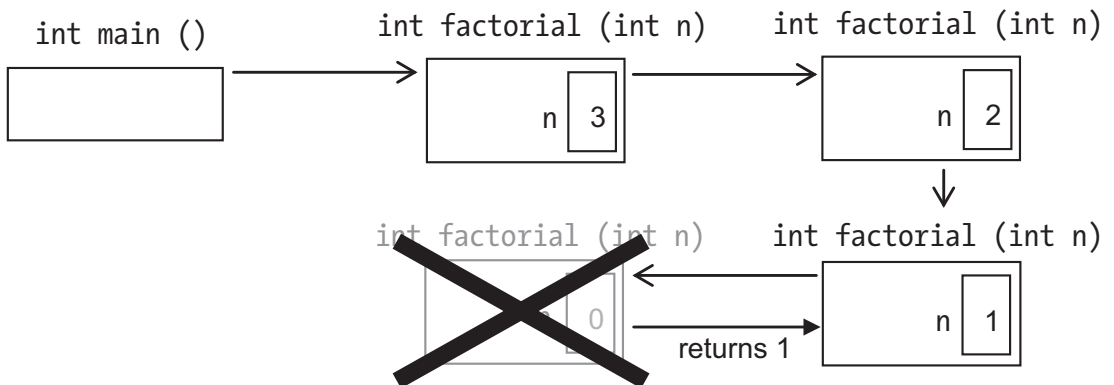 int main ()
int factorial (int n)
int factorial (int n)
n 3
n 2
int factorial (int n)
int factorial (int n)
0
n 1
returns 1